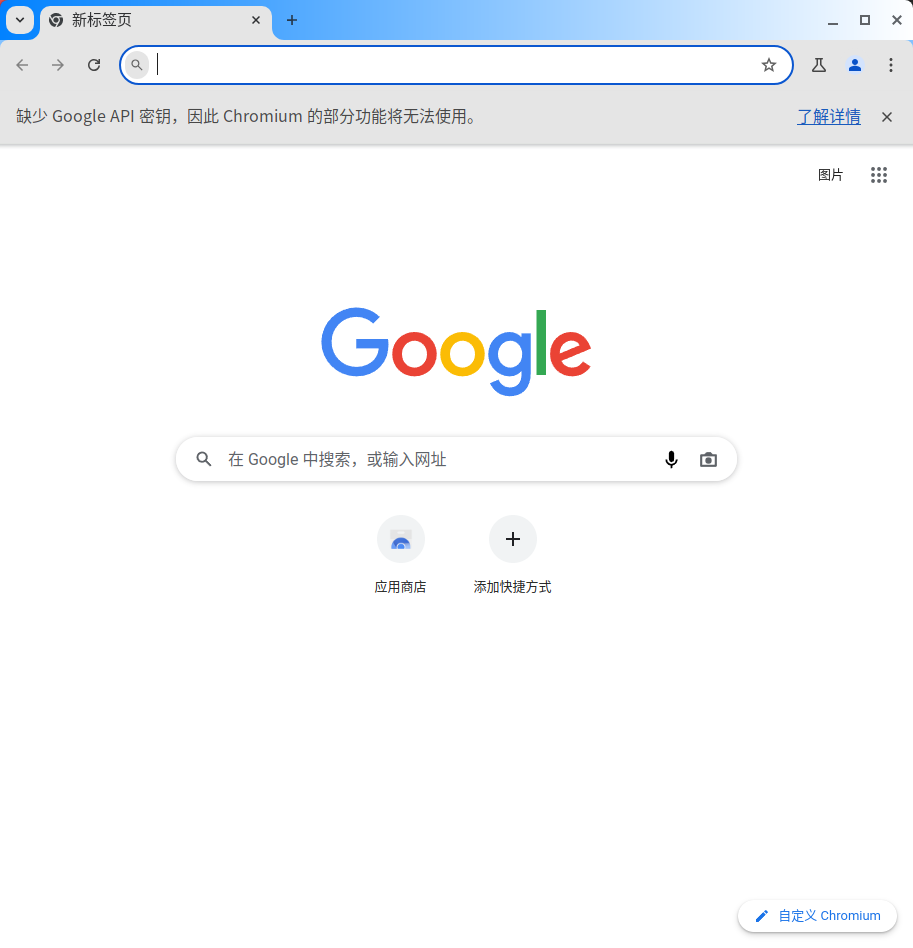 新标签页
缺少 Google API 密钥，因此 Chromium 的部分功能将无法使用。 了解详情
图片
Google
在 Google 中搜索，或输入网址
应用商店 添加快捷方式
自定义 Chromium